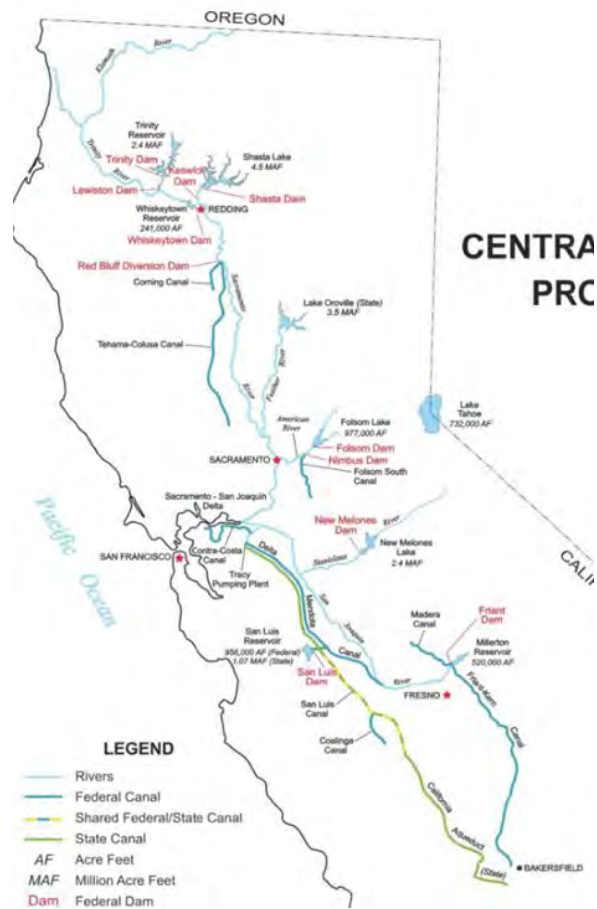 OREGON
Klamath
River
Trinity
River
Trinity
Reservoir
2.4 MAF
Trinity Dam
Keswick
Dam
Shasta Lake
4.5 MAF
Lewiston Dam
Shasta Dam
Whiskeytown
Reservoir
241,000 AF
REDDING
Whiskeytown Dam
CENTRA
PRO
Red Bluff Diversion Dam
Corning Canal
Sacramento
River
Lake Oroville (State)
3.5 MAF
Tehama-Colusa Canal
Feather
River
American
River
Folsom Lake
977,000 AF
Lake
Tahoe
732,000 AF
Folsom Dam
Nimbus Dam
SACRAMENTO
Folsom South
Canal
Sacramento - San Joaquin
Delta
New Melones
Dam
River
Stanislaus
New Melones
Lake
2.4 MAF
Pacific
Ocean
SAN FRANCISCO
Contra-Costa
Canal
Tracy
Pumping Plant
Delta
Mendota
Canal
CALIF
San
Joaquin
River
Madera
Canal
Friant
Dam
Millerton
Reservoir
520,000 AF
San Luis
Reservoir
956,000 AF (Federal)
1.07 MAF (State)
San Luis
Dam
FRESNO
Friant-Kern
Canal
San Luis
Canal
Coalinga
Canal
California
Aqueduct
(State)
BAKERSFIELD
LEGEND
Rivers
Federal Canal
Shared Federal/State Canal
State Canal
AF Acre Feet
MAF Million Acre Feet
Dam Federal Dam